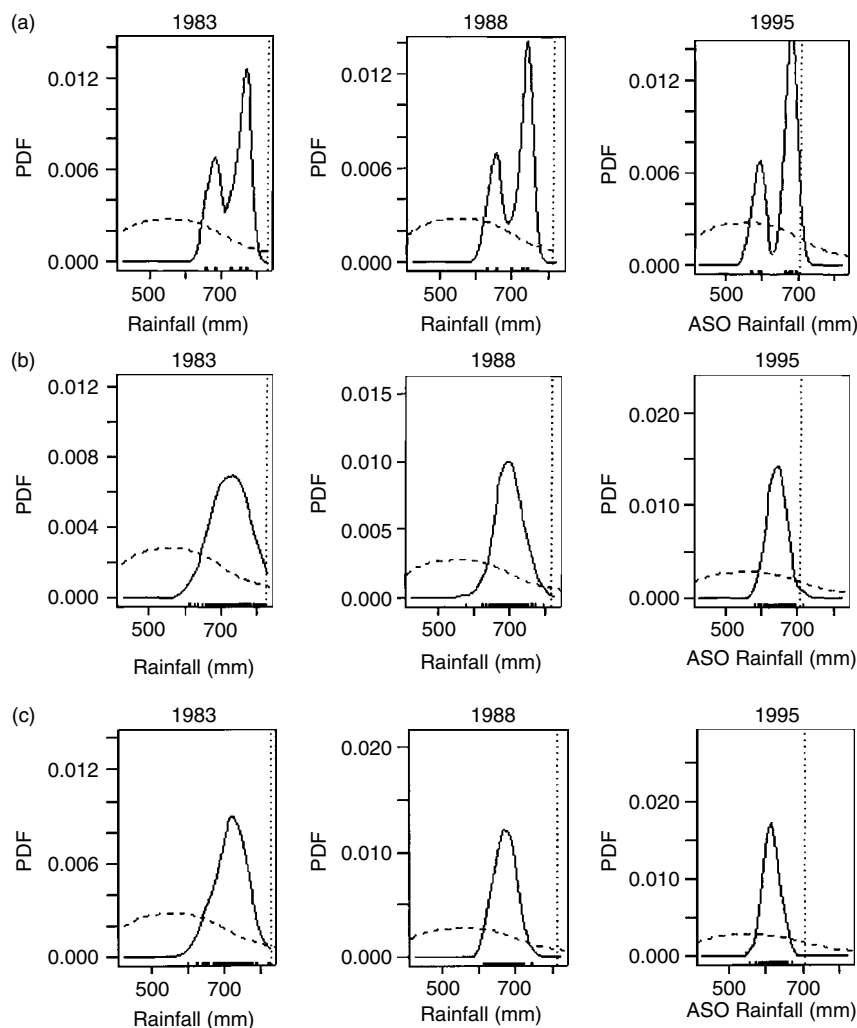 (a)
1983 1988 1995
PDF 0.012 0.006 0.000
PDF 0.012 0.006 0.000
PDF 0.012 0.006 0.000
500 700 500 700 500 700
Rainfall (mm) Rainfall (mm) ASO Rainfall (mm)
(b)
1983 1988 1995
PDF 0.012 0.008 0.004 0.000
PDF 0.015 0.010 0.005 0.000
PDF 0.020 0.010 0.000
500 700 500 700 500 700
Rainfall (mm) Rainfall (mm) ASO Rainfall (mm)
(c)
1983 1988 1995
PDF 0.012 0.006 0.000
PDF 0.020 0.010 0.000
PDF 0.020 0.010 0.000
500 700 500 700 500 700
Rainfall (mm) Rainfall (mm) ASO Rainfall (mm)